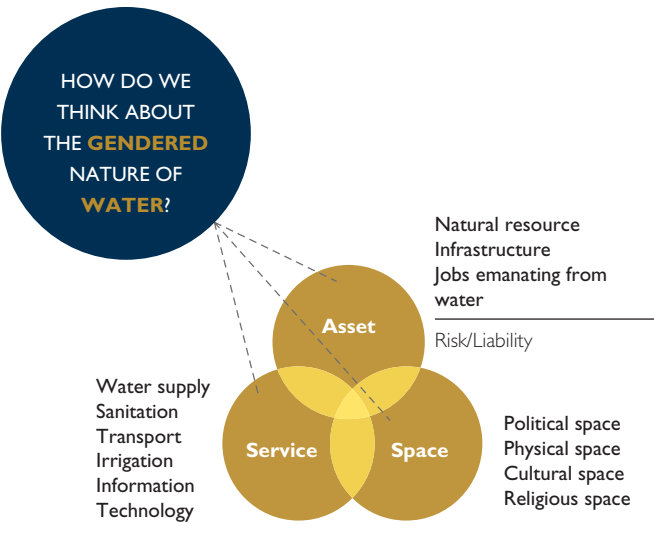 HOW DO WE
THINK ABOUT
THE GENDERED
NATURE OF
WATER?
Natural resource
Infrastructure
Jobs emanating from
water
Risk/Liability
Asset
Water supply
Sanitation
Transport
Irrigation
Information
Technology
Service
Space
Political space
Physical space
Cultural space
Religious space